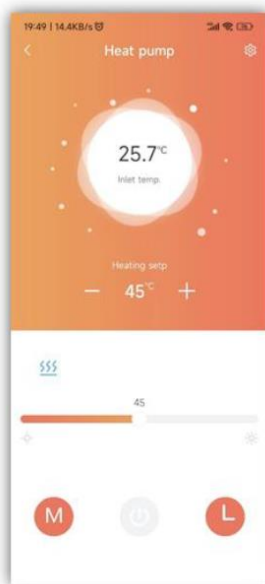 19:49 | 14.4KB/s
Heat pump
25.7°C
Inlet temp.
Heating setp
45°C
45
M